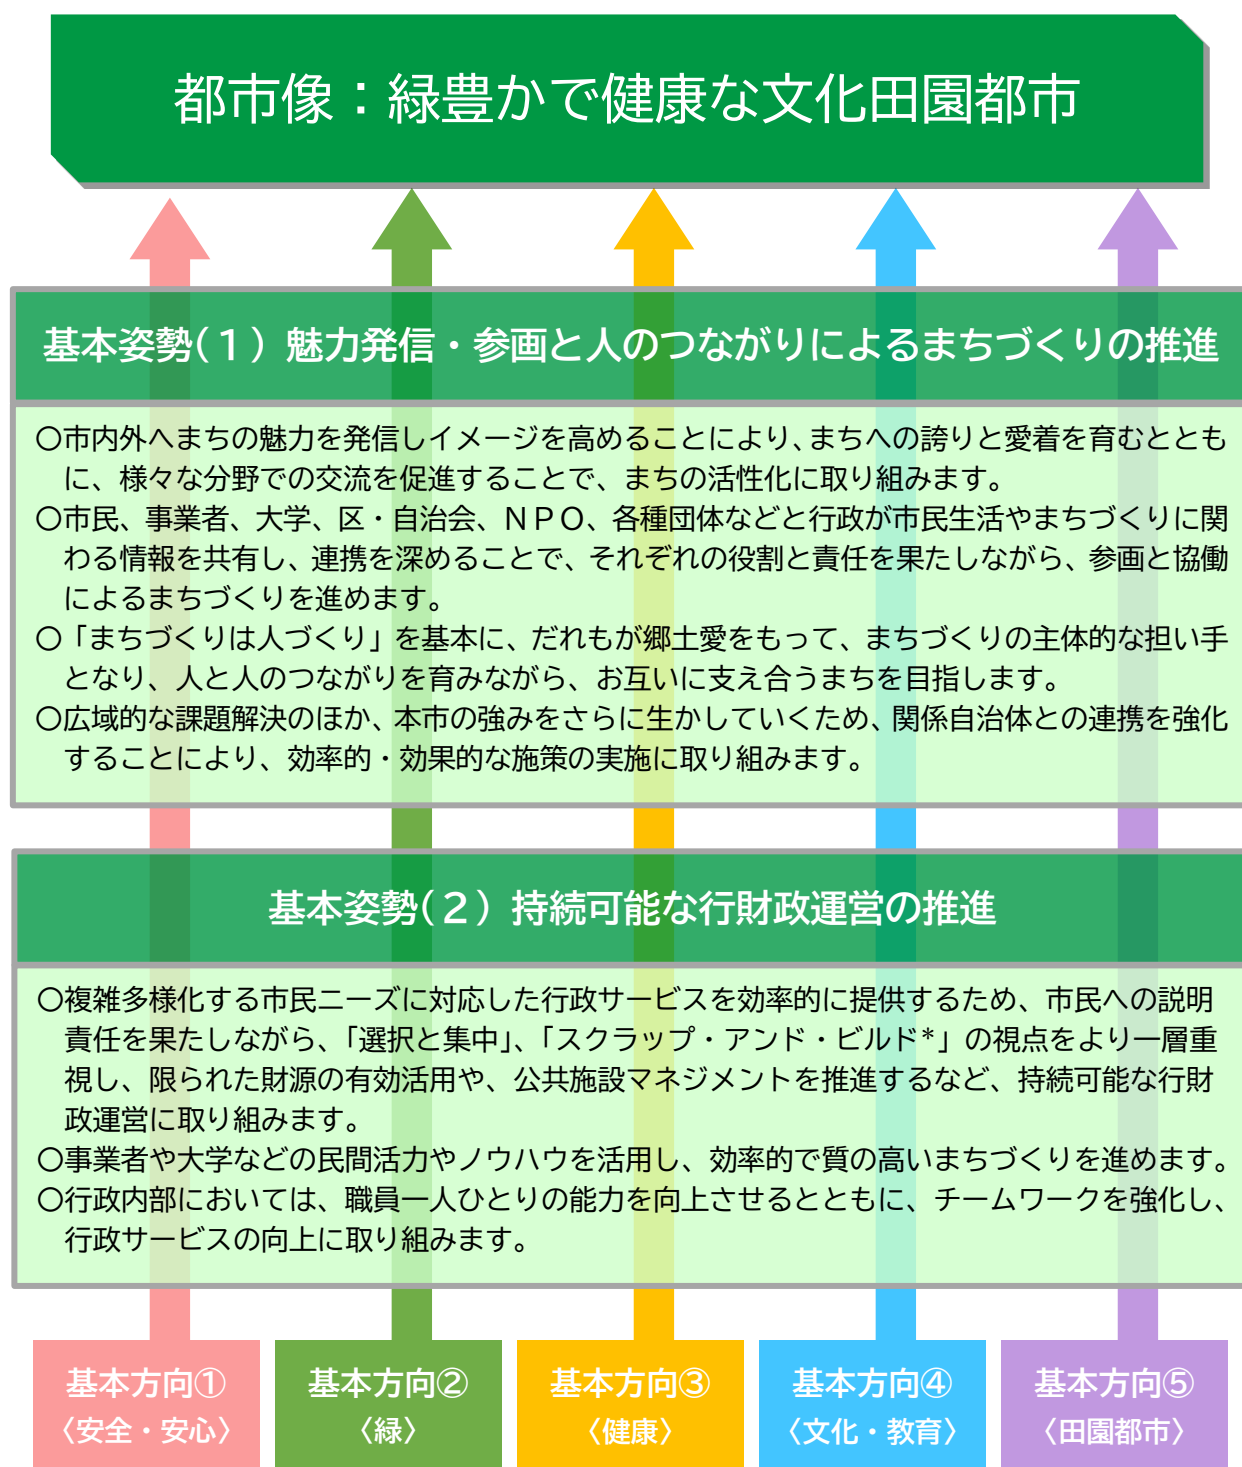 都市像：緑豊かで健康な文化田園都市
基本姿勢(１) 魅力発信・参画と人のつながりによるまちづくりの推進
〇市内外へまちの魅力を発信しイメージを高めることにより、まちへの誇りと愛着を育むととも
に、様々な分野での交流を促進することで、まちの活性化に取り組みます。
〇市民、事業者、大学、区・自治会、ＮＰＯ、各種団体などと行政が市民生活やまちづくりに関
わる情報を共有し、連携を深めることで、それぞれの役割と責任を果たしながら、参画と協働
によるまちづくりを進めます。
〇「まちづくりは人づくり」を基本に、だれもが郷土愛をもって、まちづくりの主体的な担い手
となり、人と人のつながりを育みながら、お互いに支え合うまちを目指します。
〇広域的な課題解決のほか、本市の強みをさらに生かしていくため、関係自治体との連携を強化
することにより、効率的・効果的な施策の実施に取り組みます。
基本姿勢(２) 持続可能な行財政運営の推進
〇複雑多様化する市民ニーズに対応した行政サービスを効率的に提供するため、市民への説明
責任を果たしながら、「選択と集中」、「スクラップ・アンド・ビルド*」の視点をより一層重
視し、限られた財源の有効活用や、公共施設マネジメントを推進するなど、持続可能な行財
政運営に取り組みます。
〇事業者や大学などの民間活力やノウハウを活用し、効率的で質の高いまちづくりを進めます。
〇行政内部においては、職員一人ひとりの能力を向上させるとともに、チームワークを強化し、
行政サービスの向上に取り組みます。
基本方向①
〈安全・安心〉
基本方向②
〈緑〉
基本方向③
〈健康〉
基本方向④
〈文化・教育〉
基本方向⑤
〈田園都市〉